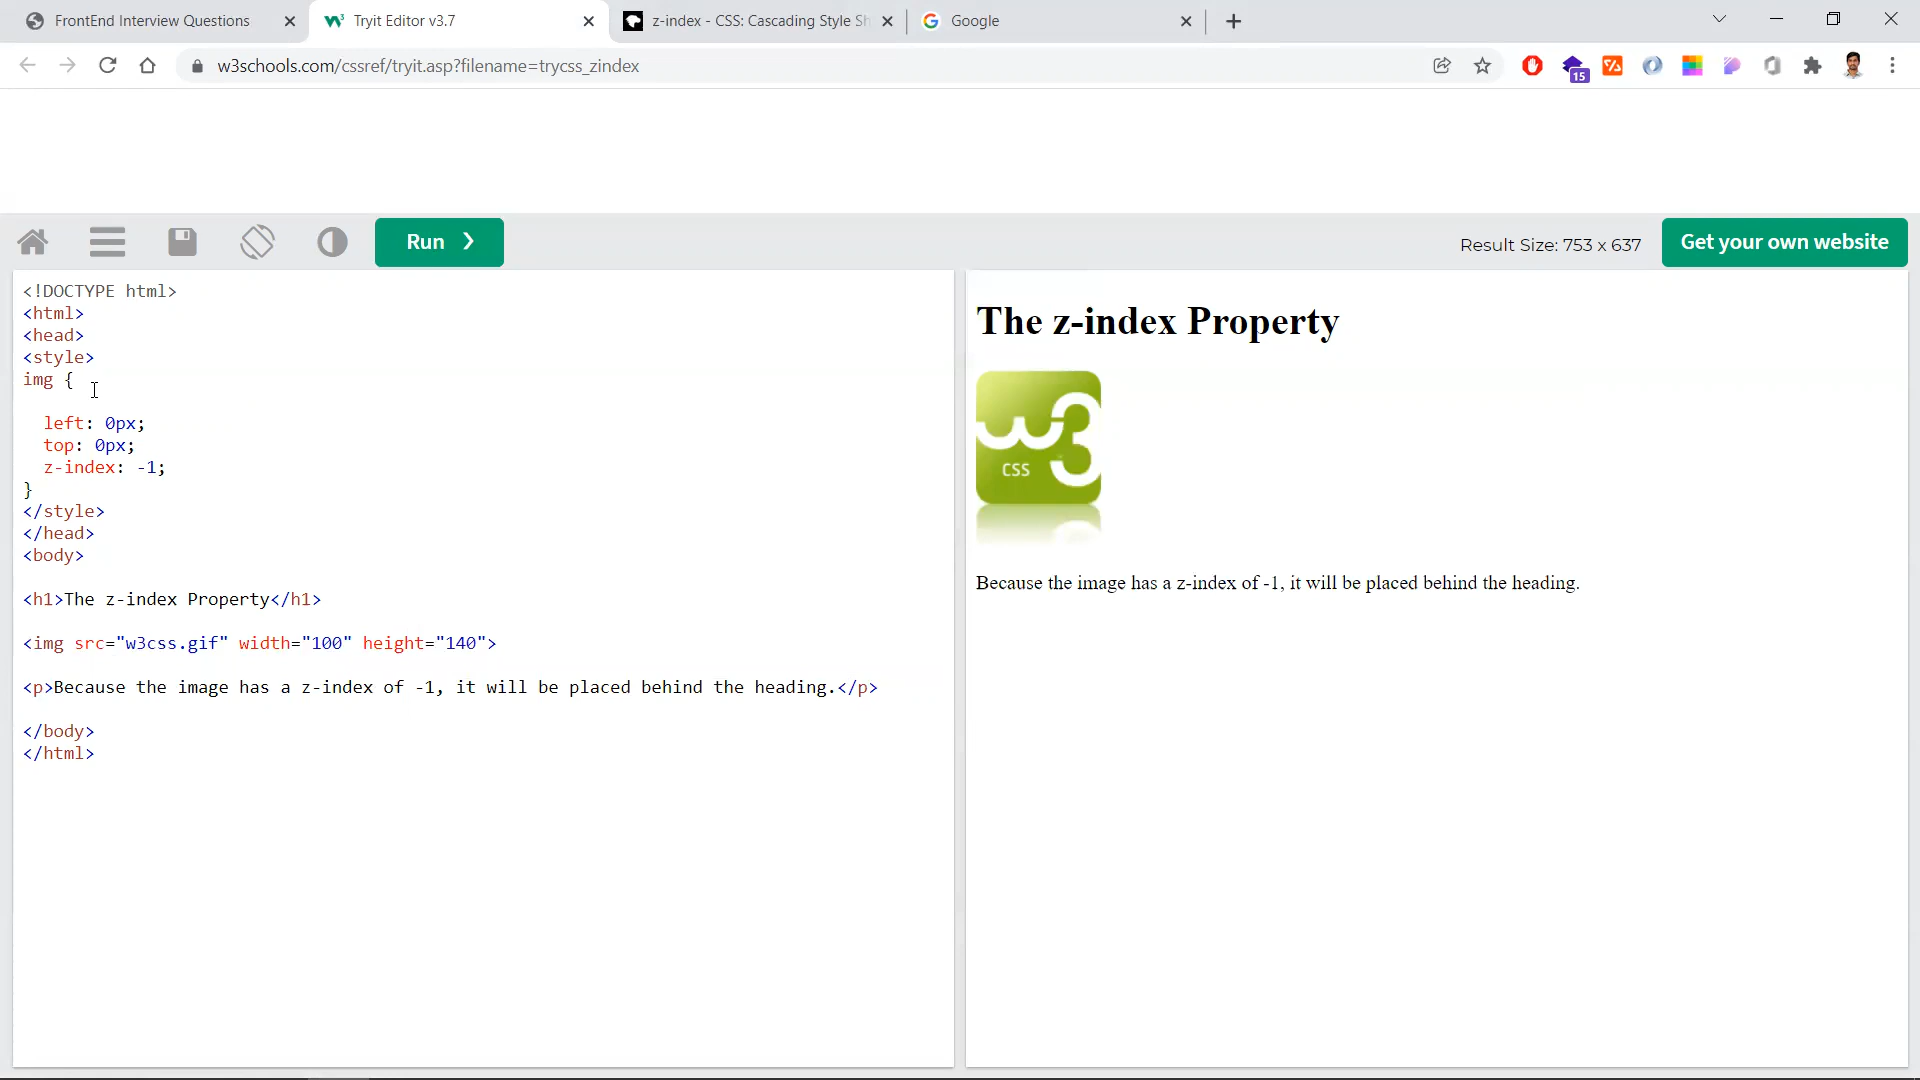 FrontEnd Interview Questions
Tryit Editor v3.7
z-index - CSS: Cascading Style Sh
Google
w3schools.com/cssref/tryit.asp?filename=trycss_zindex
15
Run ❯
Result Size: 753 x 637
Get your own website
<!DOCTYPE html>
<html>
<head>
<style>
img {
left: 0px;
top: 0px;
z-index: -1;
}
</style>
</head>
<body>
<h1>The z-index Property</h1>
<img src="w3css.gif" width="100" height="140">
<p>Because the image has a z-index of -1, it will be placed behind the heading.</p>
</body>
</html>
The z-index Property
w3
CSS
Because the image has a z-index of -1, it will be placed behind the heading.